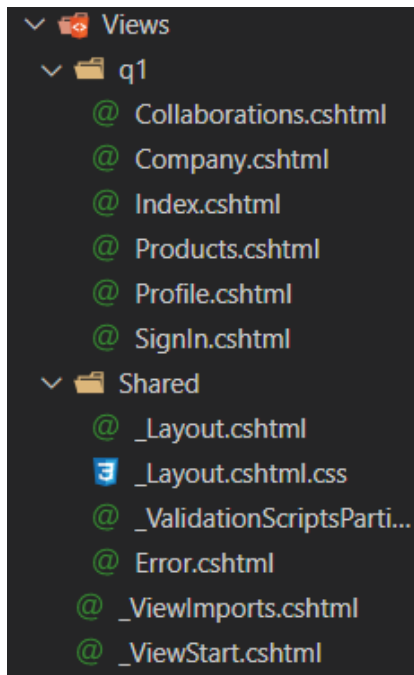 Views
q1
@ Collaborations.cshtml
@ Company.cshtml
@ Index.cshtml
@ Products.cshtml
@ Profile.cshtml
@ SignIn.cshtml
Shared
@ _Layout.cshtml
3 _Layout.cshtml.css
@ _ValidationScriptsParti...
@ Error.cshtml
@ _ViewImports.cshtml
@ _ViewStart.cshtml